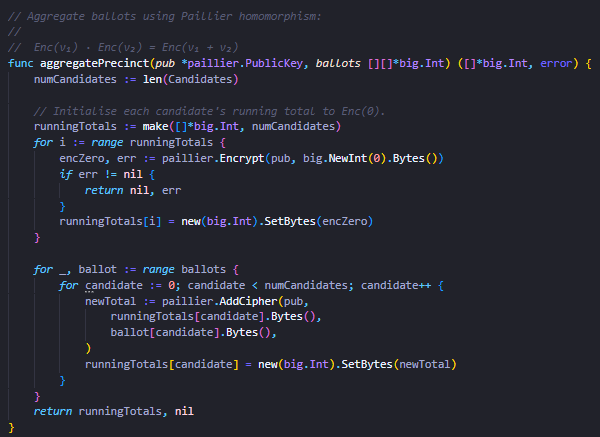 // Aggregate ballots using Paillier homomorphism:
//
//  Enc(v₁) · Enc(v₂) = Enc(v₁ + v₂)
func aggregatePrecinct(pub *paillier.PublicKey, ballots [][]*big.Int) ([]*big.Int, error) {
    numCandidates := len(Candidates)

    // Initialise each candidate's running total to Enc(0).
    runningTotals := make([]*big.Int, numCandidates)
    for i := range runningTotals {
        encZero, err := paillier.Encrypt(pub, big.NewInt(0).Bytes())
        if err != nil {
            return nil, err
        }
        runningTotals[i] = new(big.Int).SetBytes(encZero)
    }

    for _, ballot := range ballots {
        for candidate := 0; candidate < numCandidates; candidate++ {
            newTotal := paillier.AddCipher(pub,
                runningTotals[candidate].Bytes(),
                ballot[candidate].Bytes(),
            )
            runningTotals[candidate] = new(big.Int).SetBytes(newTotal)
        }
    }
    return runningTotals, nil
}